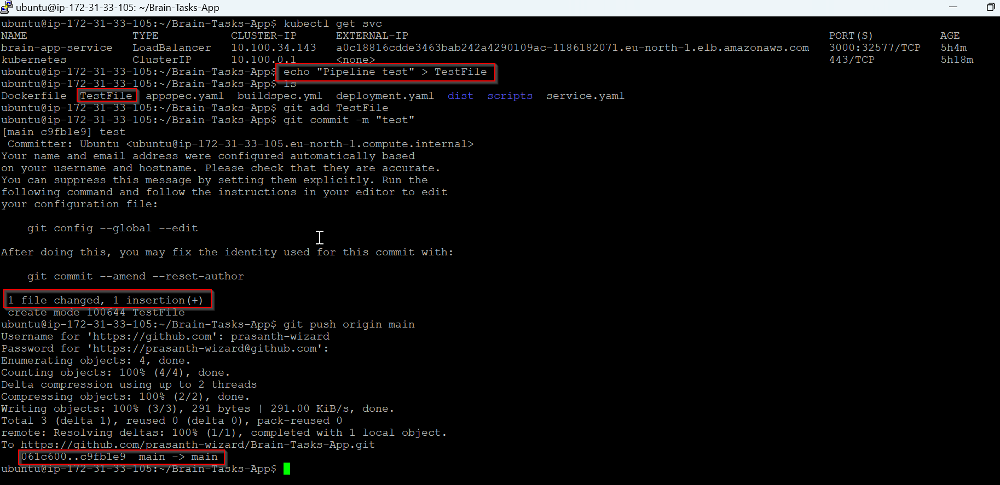 ubuntu@ip-172-31-33-105: ~/Brain-Tasks-App
ubuntu@ip-172-31-33-105:~/Brain-Tasks-App$ kubectl get svc
NAME TYPE CLUSTER-IP EXTERNAL-IP PORT(S) AGE
brain-app-service LoadBalancer 10.100.34.143 a0c18816cdde3463bab242a4290109ac-1186182071.eu-north-1.elb.amazonaws.com 3000:32577/TCP 5h4m
kubernetes ClusterIP 10.100.0.1 <none> 443/TCP 5h18m
ubuntu@ip-172-31-33-105:~/Brain-Tasks-App$ echo "Pipeline test" > TestFile
ubuntu@ip-172-31-33-105:~/Brain-Tasks-App$ ls
Dockerfile TestFile appspec.yaml buildspec.yml deployment.yaml dist scripts service.yaml
ubuntu@ip-172-31-33-105:~/Brain-Tasks-App$ git add TestFile
ubuntu@ip-172-31-33-105:~/Brain-Tasks-App$ git commit -m "test"
[main c9fb1e9] test
Committer: Ubuntu <ubuntu@ip-172-31-33-105.eu-north-1.compute.internal>
Your name and email address were configured automatically based
on your username and hostname. Please check that they are accurate.
You can suppress this message by setting them explicitly. Run the
following command and follow the instructions in your editor to edit
your configuration file:
git config --global --edit
After doing this, you may fix the identity used for this commit with:
git commit --amend --reset-author
1 file changed, 1 insertion(+)
create mode 100644 TestFile
ubuntu@ip-172-31-33-105:~/Brain-Tasks-App$ git push origin main
Username for 'https://github.com': prasanth-wizard
Password for 'https://prasanth-wizard@github.com':
Enumerating objects: 4, done.
Counting objects: 100% (4/4), done.
Delta compression using up to 2 threads
Compressing objects: 100% (2/2), done.
Writing objects: 100% (3/3), 291 bytes | 291.00 KiB/s, done.
Total 3 (delta 1), reused 0 (delta 0), pack-reused 0
remote: Resolving deltas: 100% (1/1), completed with 1 local object.
To https://github.com/prasanth-wizard/Brain-Tasks-App.git
061c600..c9fb1e9 main -> main
ubuntu@ip-172-31-33-105:~/Brain-Tasks-App$